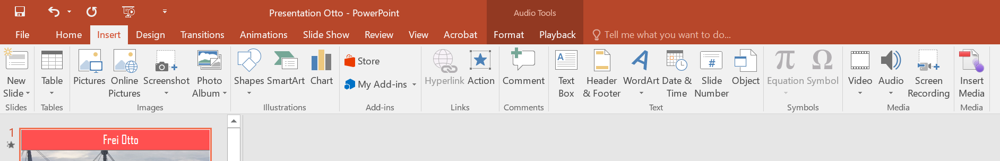 Presentation Otto - PowerPoint
Audio Tools
File Home Insert Design Transitions Animations Slide Show Review View Acrobat Format Playback Tell me what you want to do...
New Slide
Table
Pictures
Online Pictures
Screenshot
Photo Album
Shapes
SmartArt
Chart
Store
My Add-ins
Hyperlink
Action
Comment
Text Box
Header & Footer
WordArt
Date & Time
Slide Number
Object
Equation
Symbol
Video
Audio
Screen Recording
Insert Media
Slides Tables Images Illustrations Add-ins Links Comments Text Symbols Media Media
1
Frei Otto